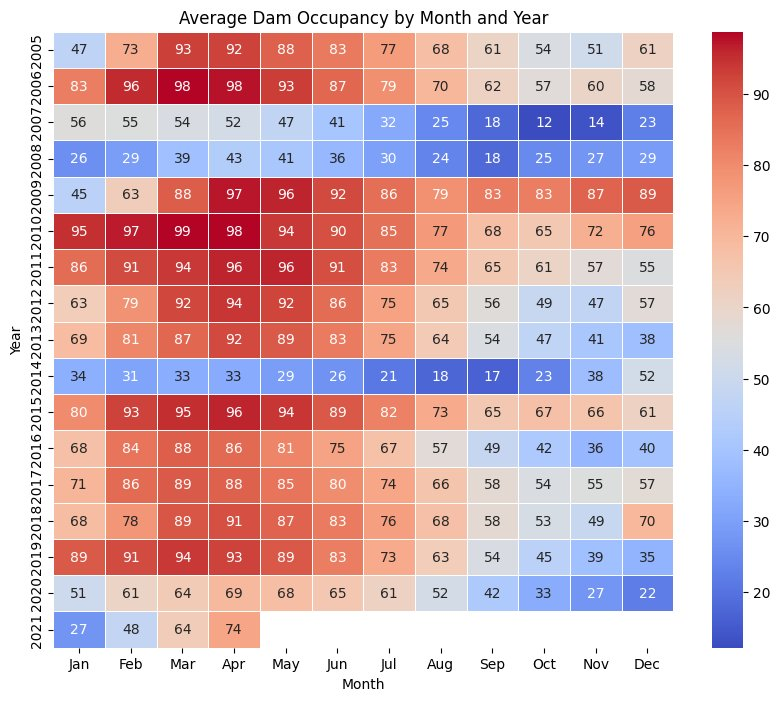 Average Dam Occupancy by Month and Year
Year
2005 47 73 93 92 88 83 77 68 61 54 51 61
2006 83 96 98 98 93 87 79 70 62 57 60 58
2007 56 55 54 52 47 41 32 25 18 12 14 23
2008 26 29 39 43 41 36 30 24 18 25 27 29
2009 45 63 88 97 96 92 86 79 83 83 87 89
2010 95 97 99 98 94 90 85 77 68 65 72 76
2011 86 91 94 96 96 91 83 74 65 61 57 55
2012 63 79 92 94 92 86 75 65 56 49 47 57
2013 69 81 87 92 89 83 75 64 54 47 41 38
2014 34 31 33 33 29 26 21 18 17 23 38 52
2015 80 93 95 96 94 89 82 73 65 67 66 61
2016 68 84 88 86 81 75 67 57 49 42 36 40
2017 71 86 89 88 85 80 74 66 58 54 55 57
2018 68 78 89 91 87 83 76 68 58 53 49 70
2019 89 91 94 93 89 83 73 63 54 45 39 35
2020 51 61 64 69 68 65 61 52 42 33 27 22
2021 27 48 64 74
Jan Feb Mar Apr May Jun Jul Aug Sep Oct Nov Dec
Month
90
80
70
60
50
40
30
20